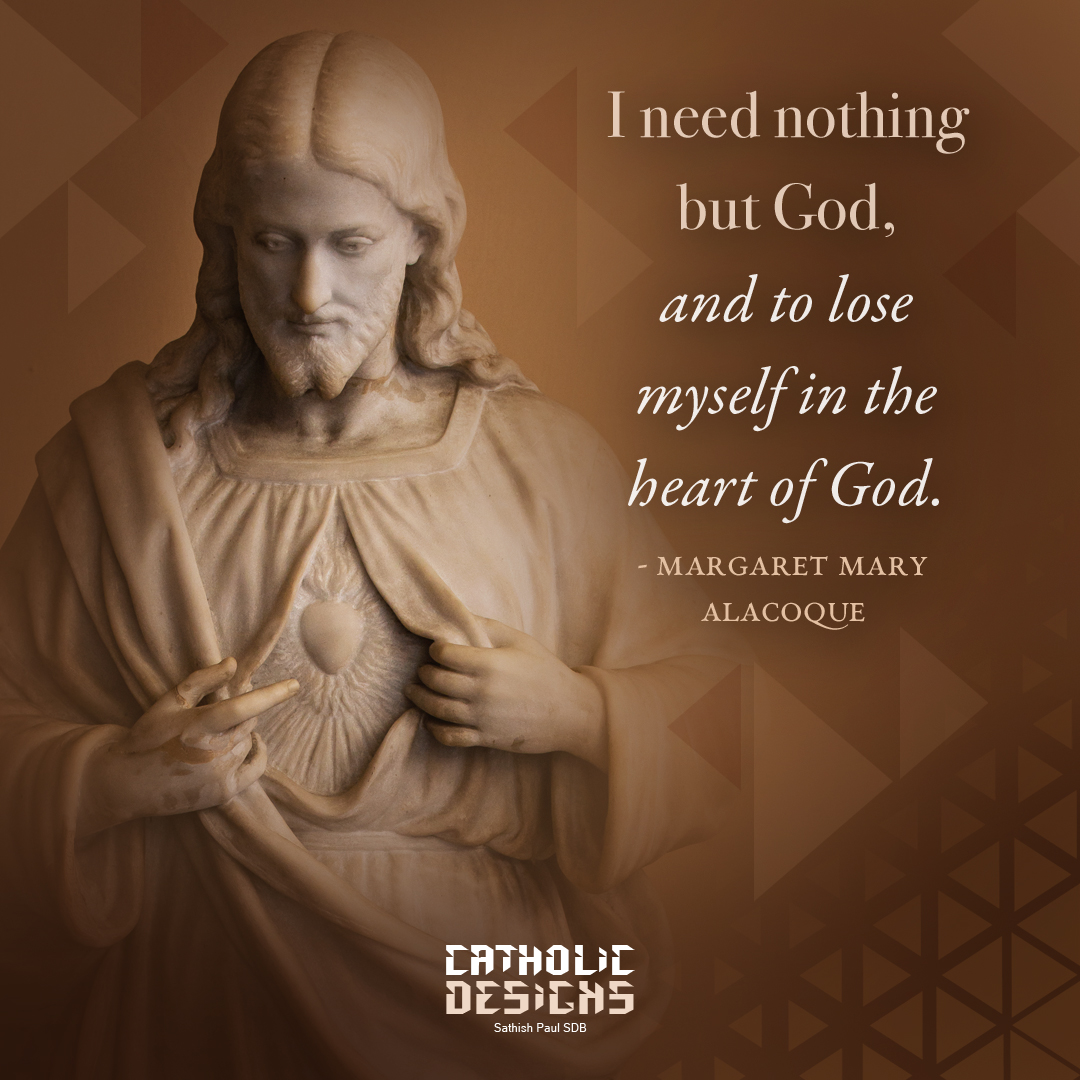 I need nothing
but God,
and to lose
myself in the
heart of God.
- MARGARET MARY
ALACOQUE
CATHOLIC
DESIGNS
Sathish Paul SDB